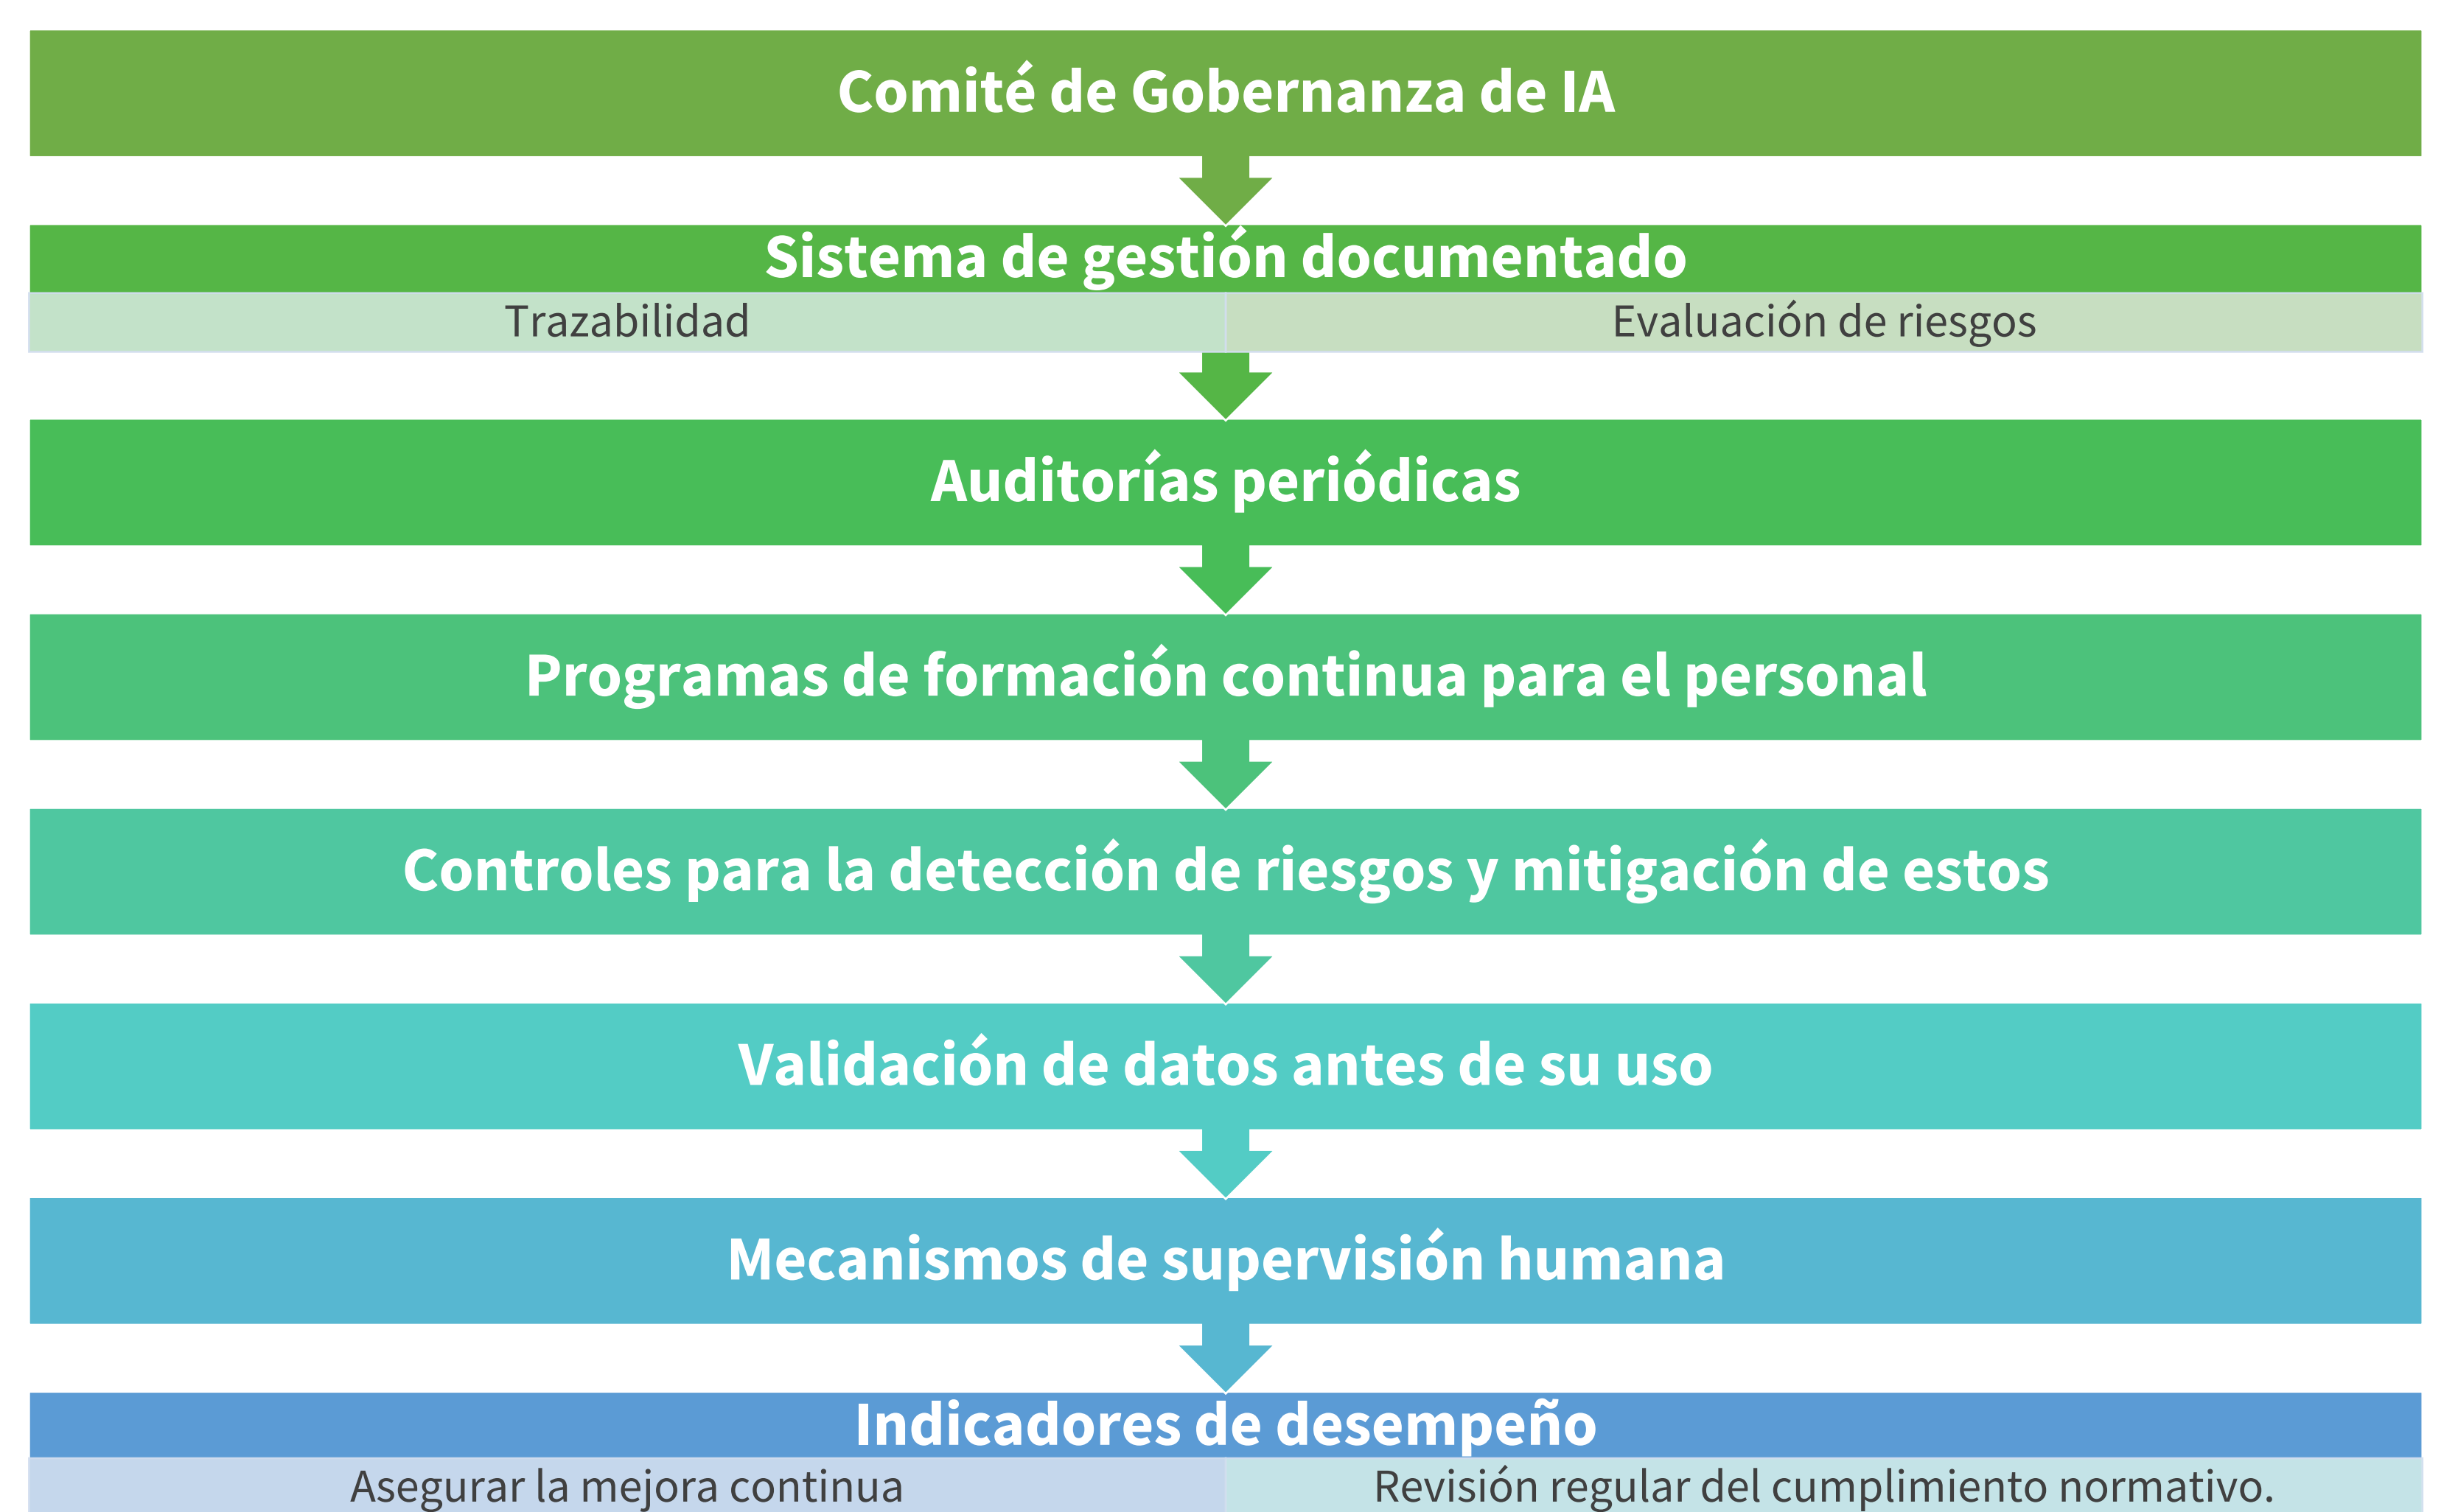 Comité de Gobernanza de IA
Sistema de gestión documentado
Trazabilidad
Evaluación de riesgos
Auditorías periódicas
Programas de formación continua para el personal
Controles para la detección de riesgos y mitigación de estos
Validación de datos antes de su uso
Mecanismos de supervisión humana
Indicadores de desempeño
Asegurar la mejora continua
Revisión regular del cumplimiento normativo.